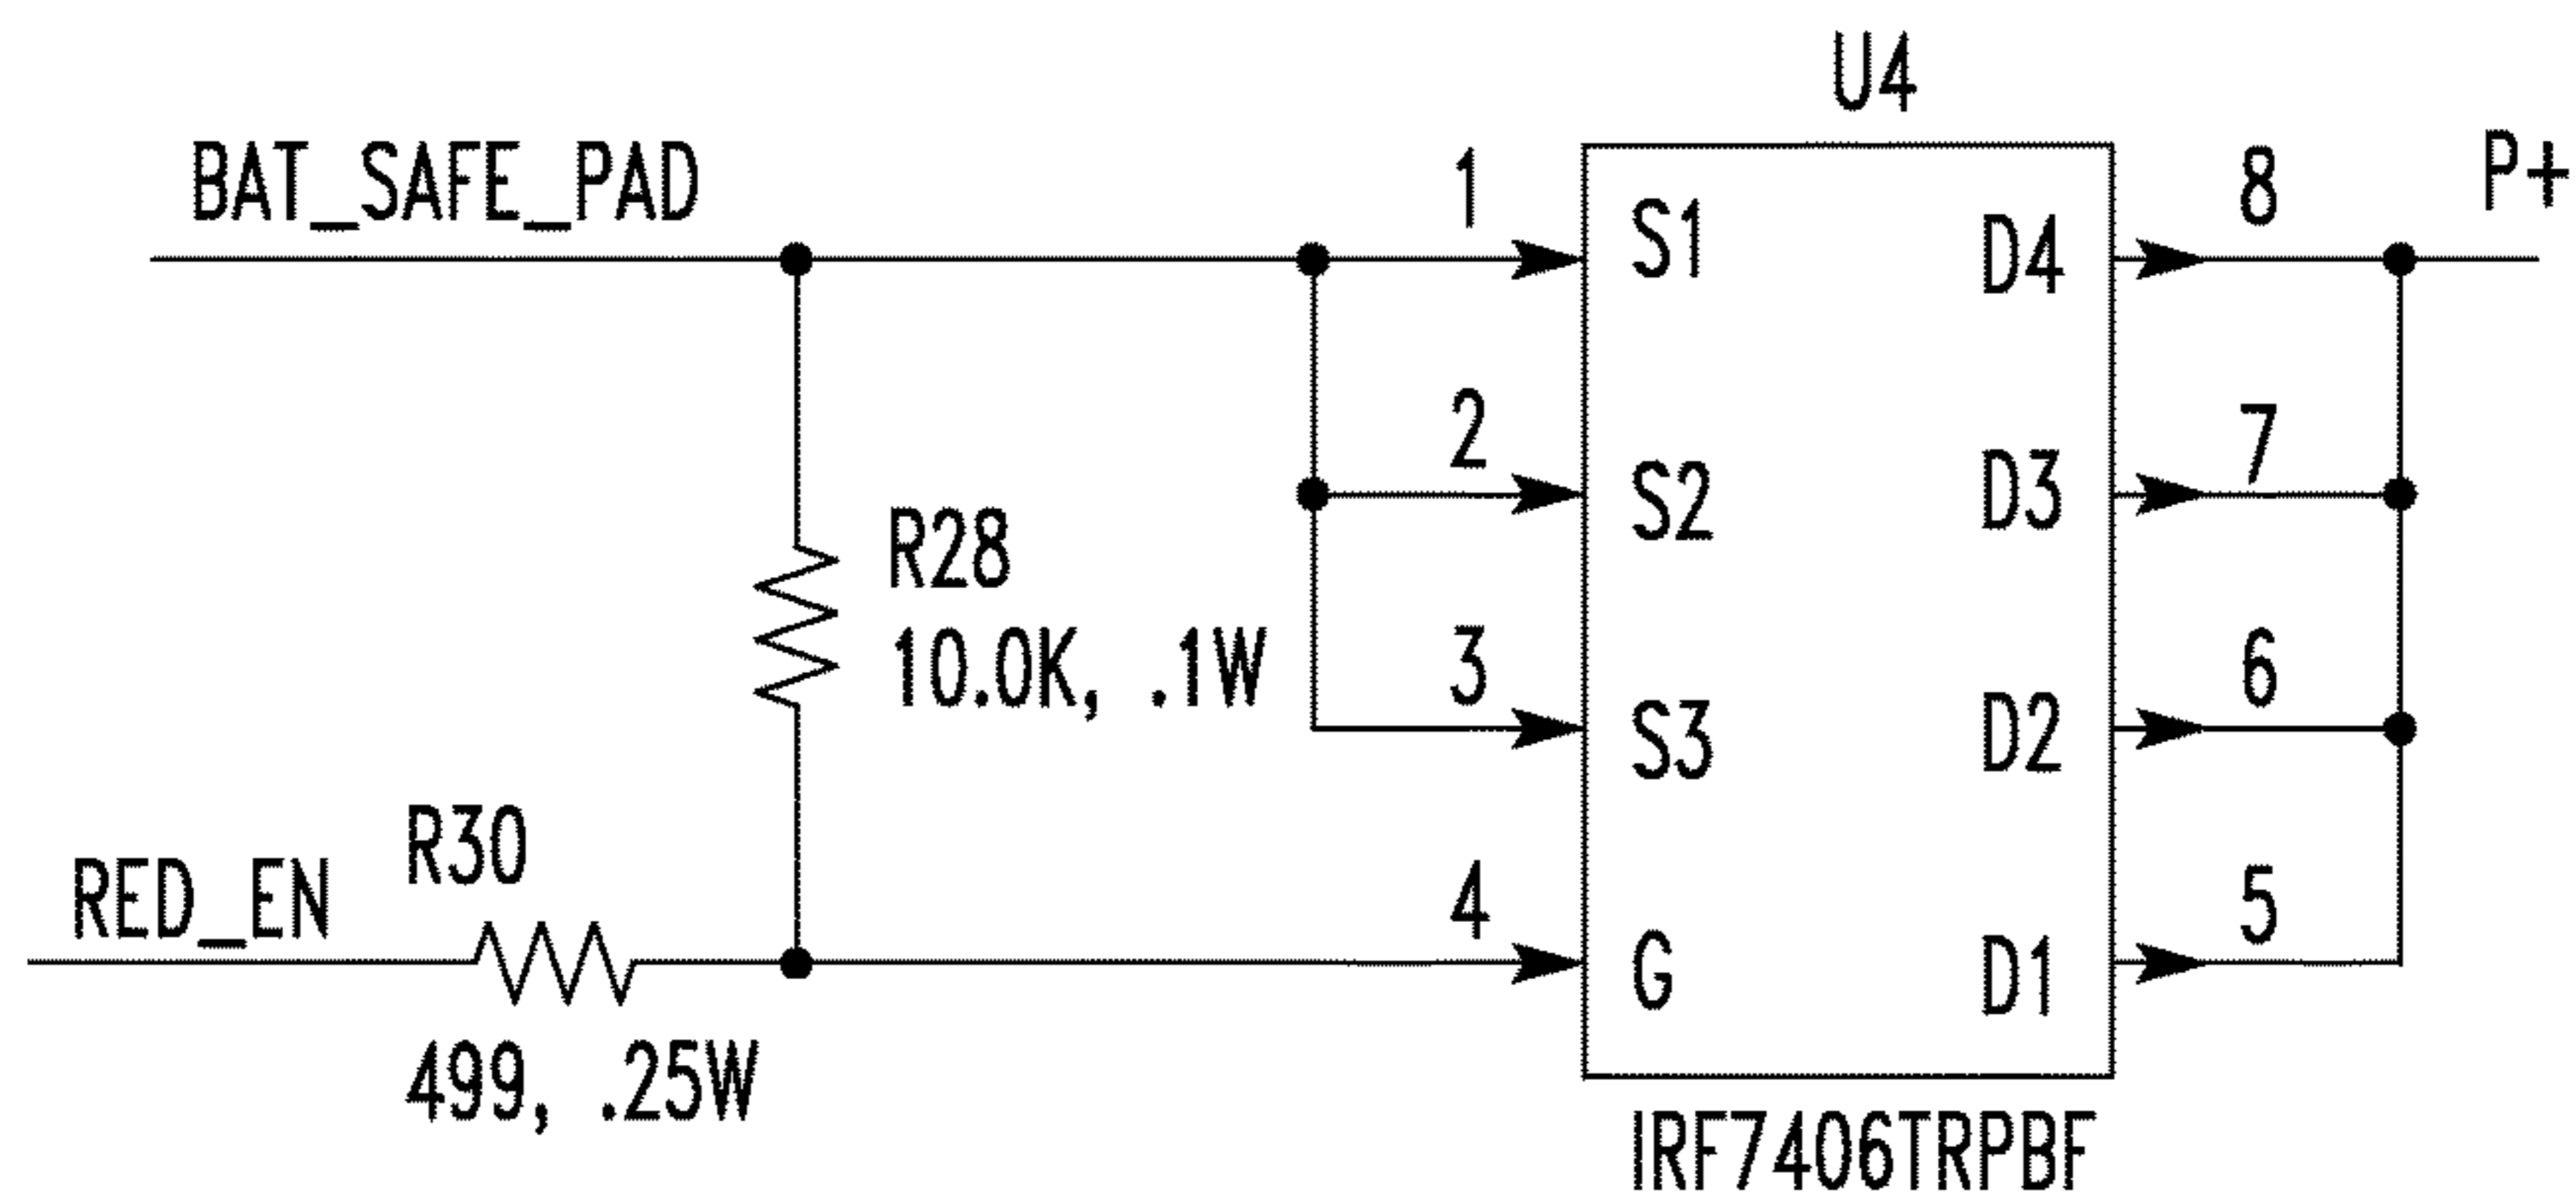 U4
BAT_SAFE_PAD
1
S1
D4
8
P+
2
S2
D3
7
R28
10.0K, .1W
3
S3
D2
6
R30
RED_EN
4
G
D1
5
499, .25W
IRF7406TRPBF